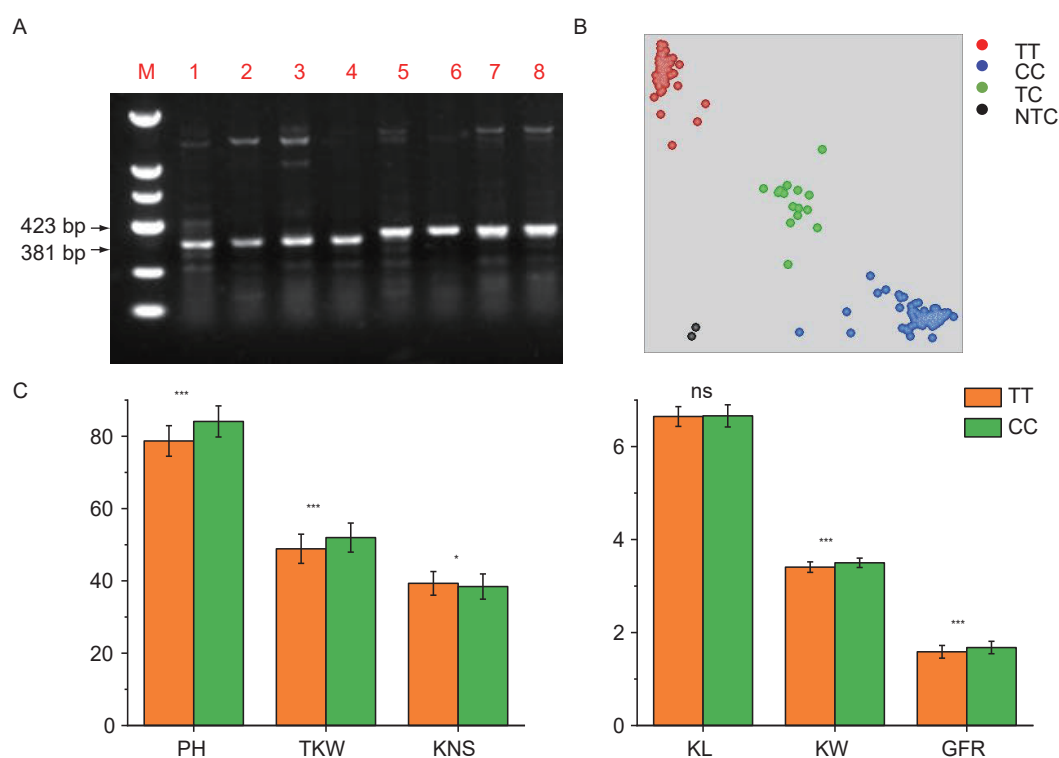 A
M 1 2 3 4 5 6 7 8
423 bp
381 bp
B
TT
CC
TC
NTC
C
***
***
*
80
60
40
20
0
PH TKW KNS
ns
***
***
6
4
2
0
KL KW GFR
TT
CC